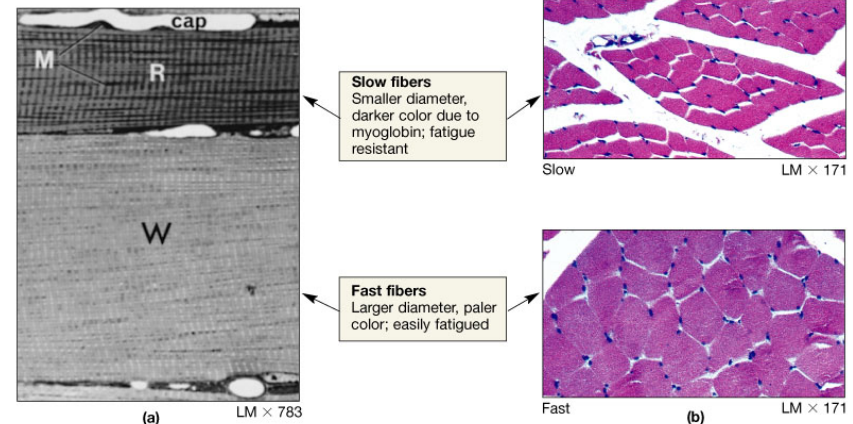 cap
M
R
W
(a)
LM × 783
Slow fibers
Smaller diameter,
darker color due to
myoglobin; fatigue
resistant
Fast fibers
Larger diameter, paler
color; easily fatigued
Slow
LM × 171
Fast
(b)
LM × 171